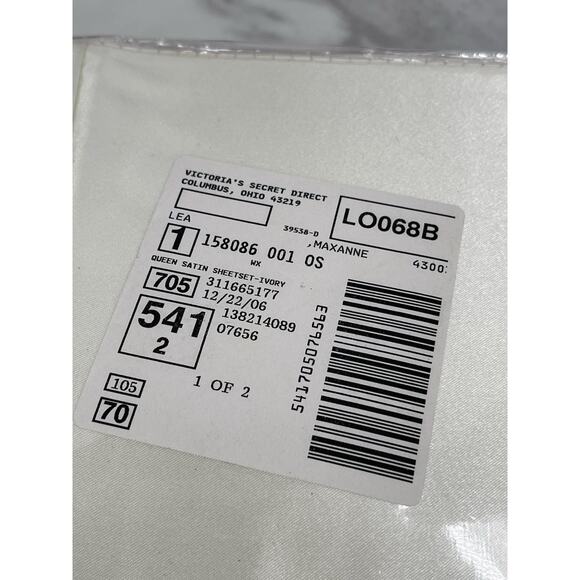 VICTORIA'S SECRET DIRECT
COLUMBUS, OHIO 43219
LO068B
39538-D
LEA ,MAXANNE
1 158086 001 OS
WX
QUEEN SATIN SHEETSET-IVORY
705 311665177
12/22/06
541 138214089
2 07656
1 OF 2
105
70
541705076563